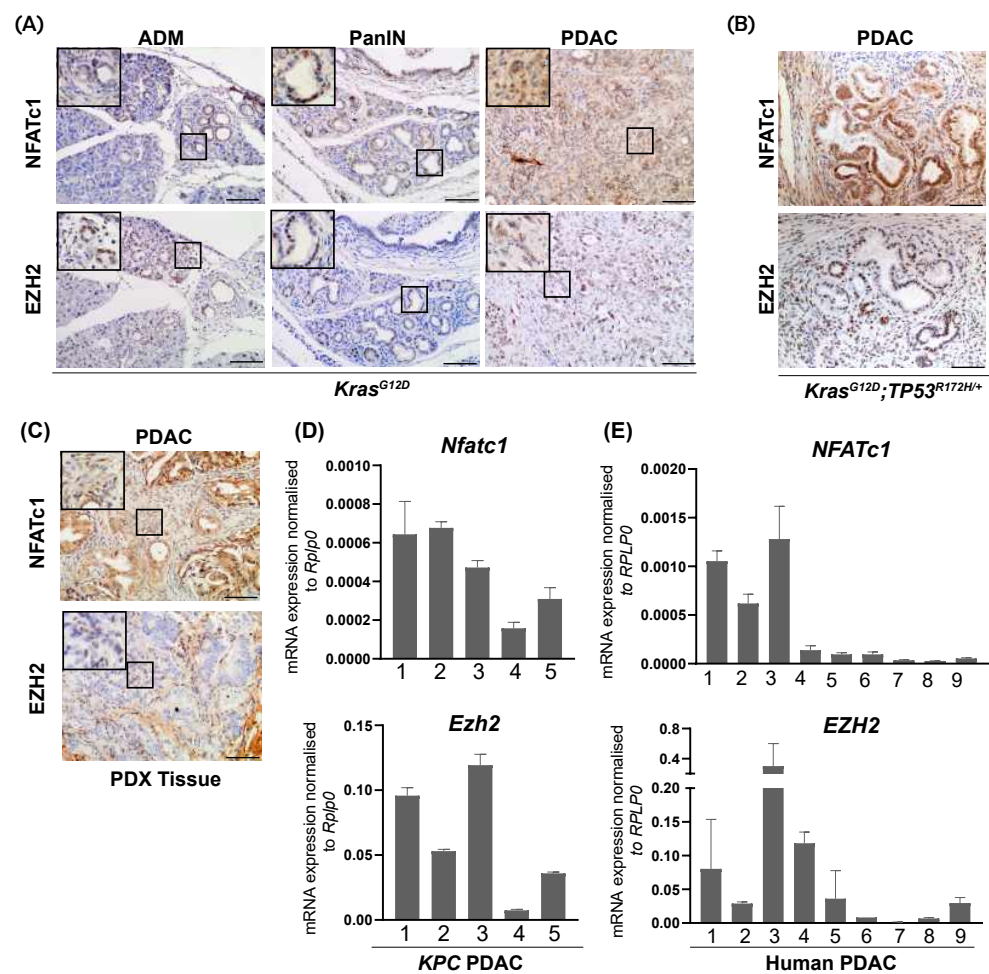 (A)
ADM
PanIN
PDAC
NFATc1
EZH2
Kras^G12D
(B)
PDAC
NFATc1
EZH2
Kras^G12D;TP53^R172H/+
(C)
PDAC
NFATc1
EZH2
PDX Tissue
(D)
Nfatc1
mRNA expression normalised
to Rplp0
0.0010
0.0008
0.0006
0.0004
0.0002
0.0000
1 2 3 4 5
Ezh2
mRNA expression normalised
to Rplp0
0.15
0.10
0.05
0.00
1 2 3 4 5
KPC PDAC
(E)
NFATc1
mRNA expression normalised
to RPLP0
0.0020
0.0015
0.0010
0.0005
0.0000
1 2 3 4 5 6 7 8 9
EZH2
mRNA expression normalised
to RPLP0
0.8
0.4
0.20
0.15
0.10
0.05
0.00
1 2 3 4 5 6 7 8 9
Human PDAC